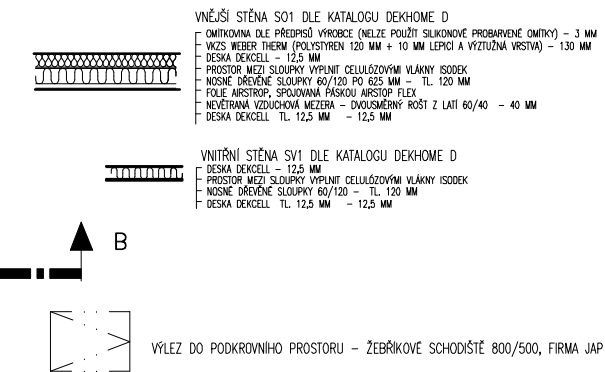 VNĚJŠÍ STĚNA SO1 DLE KATALOGU DEKHOME D
OMÍTKOVINA DLE PŘEDPISŮ VÝROBCE (NELZE POUŽÍT SILIKONOVÉ PROBARVENÉ OMÍTKY) – 3 MM
VKZS WEBER THERM (POLYSTYREN 120 MM + 10 MM LEPICÍ A VÝZTUŽNÁ VRSTVA) – 130 MM
DESKA DEKCELL – 12,5 MM
PROSTOR MEZI SLOUPKY VYPLNIT CELULÓZOVÝMI VLÁKNY ISODEK
NOSNÉ DŘEVĚNÉ SLOUPKY 60/120 PO 625 MM – TL. 120 MM
FOLIE AIRSTROP, SPOJOVANÁ PÁSKOU AIRSTOP FLEX
NEVĚTRANÁ VZDUCHOVÁ MEZERA – DVOUSMĚRNÝ ROŠT Z LATÍ 60/40 – 40 MM
DESKA DEKCELL TL. 12,5 MM – 12,5 MM
VNITŘNÍ STĚNA SV1 DLE KATALOGU DEKHOME D
DESKA DEKCELL – 12,5 MM
PROSTOR MEZI SLOUPKY VYPLNIT CELULÓZOVÝMI VLÁKNY ISODEK
NOSNÉ DŘEVĚNÉ SLOUPKY 60/120 – TL. 120 MM
DESKA DEKCELL TL. 12,5 MM – 12,5 MM
B
VÝLEZ DO PODKROVNÍHO PROSTORU – ŽEBŘÍKOVÉ SCHODIŠTĚ 800/500, FIRMA JAP